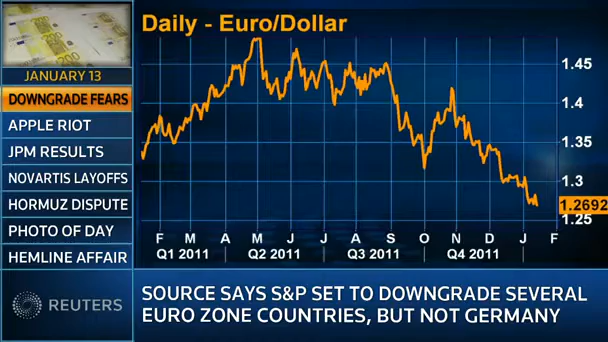 Daily - Euro/Dollar
JANUARY 13
DOWNGRADE FEARS
APPLE RIOT
JPM RESULTS
NOVARTIS LAYOFFS
HORMUZ DISPUTE
PHOTO OF DAY
HEMLINE AFFAIR
1.45
1.4
1.35
1.3
1.2692
1.25
F M A M J J A S O N D J F
Q1 2011 Q2 2011 Q3 2011 Q4 2011
REUTERS
SOURCE SAYS S&P SET TO DOWNGRADE SEVERAL
EURO ZONE COUNTRIES, BUT NOT GERMANY